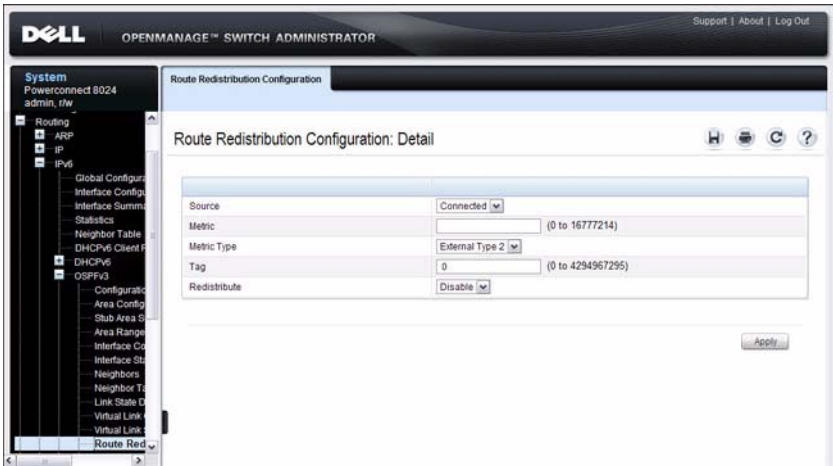 Support | About | Log Out
DELL OPENMANAGE™ SWITCH ADMINISTRATOR
System
Powerconnect 8024
admin, r/w
Route Redistribution Configuration
Routing
ARP
IP
IPv6
Global Configura
Interface Configu
Interface Summa
Statistics
Neighbor Table
DHCPv6 Client P
DHCPv6
OSPFv3
Configuratio
Area Config
Stub Area S
Area Range
Interface Co
Interface Sta
Neighbors
Neighbor Ta
Link State D
Virtual Link
Virtual Link
Route Red
Route Redistribution Configuration: Detail
Source Connected
Metric (0 to 16777214)
Metric Type External Type 2
Tag 0 (0 to 4294967295)
Redistribute Disable
Apply